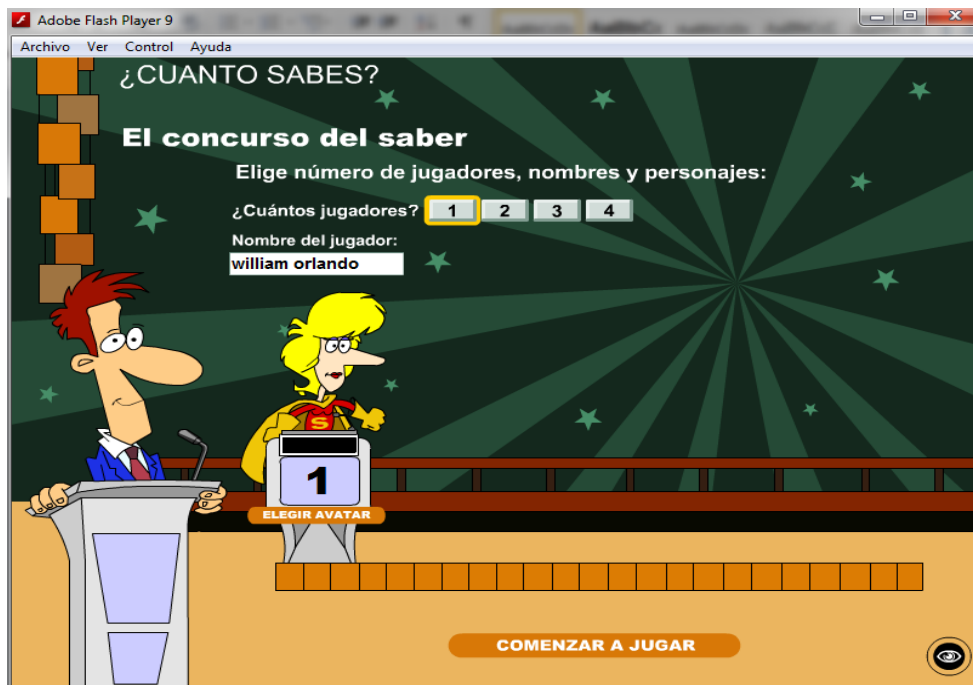 Adobe Flash Player 9
Archivo Ver Control Ayuda
¿CUANTO SABES?
El concurso del saber
Elige número de jugadores, nombres y personajes:
¿Cuántos jugadores? 1 2 3 4
Nombre del jugador:
william orlando
S
1
ELEGIR AVATAR
COMENZAR A JUGAR